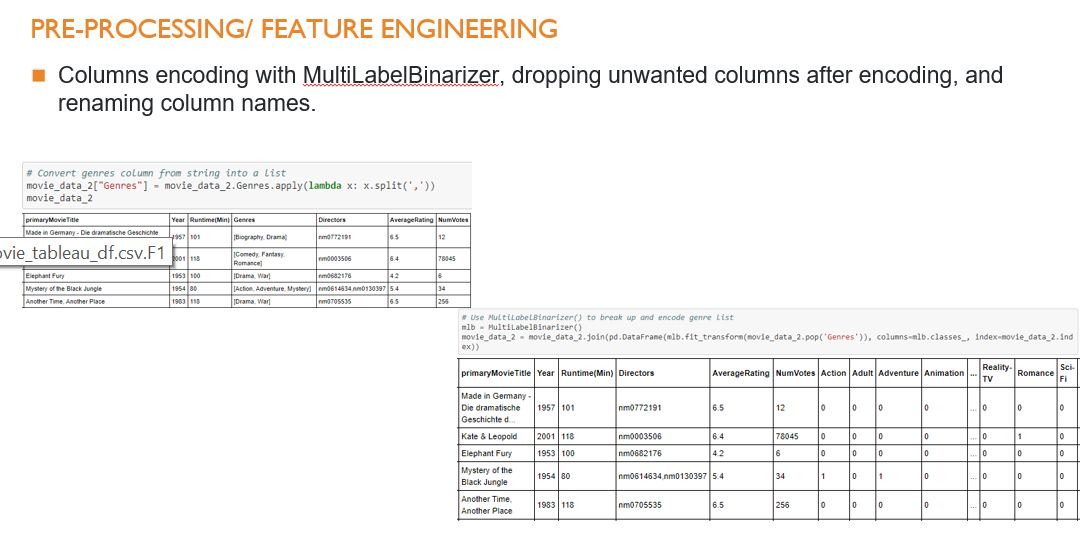 PRE-PROCESSING/ FEATURE ENGINEERING
Columns encoding with MultiLabelBinarizer, dropping unwanted columns after encoding, and
renaming column names.
# Convert genres column from string into a list
movie_data_2["Genres"] = movie_data_2.Genres.apply(lambda x: x.split(','))
movie_data_2
primaryMovieTitle Year Runtime(Min) Genres Directors AverageRating NumVotes
Made in Germany - Die dramatische Geschichte
1957 101 [Biography, Drama] nm0772191 6.5 12
ovie_tableau_df.csv.F1
2001 118 [Comedy, Fantasy, Romance] nm0003506 6.4 78045
Elephant Fury 1953 100 [Drama, War] nm0682176 4.2 6
Mystery of the Black Jungle 1954 80 [Action, Adventure, Mystery] nm0614634,nm0130397 5.4 34
Another Time, Another Place 1983 118 [Drama, War] nm0705535 6.5 256
# Use MultiLabelBinarizer() to break up and encode genre list
mlb = MultiLabelBinarizer()
movie_data_2 = movie_data_2.join(pd.DataFrame(mlb.fit_transform(movie_data_2.pop('Genres')), columns=mlb.classes_, index=movie_data_2.ind
ex))
primaryMovieTitle Year Runtime(Min) Directors AverageRating NumVotes Action Adult Adventure Animation ... Reality-TV Romance Sci-Fi
Made in Germany - Die dramatische Geschichte d... 1957 101 nm0772191 6.5 12 0 0 0 0 ... 0 0 0
Kate & Leopold 2001 118 nm0003506 6.4 78045 0 0 0 0 ... 0 1 0
Elephant Fury 1953 100 nm0682176 4.2 6 0 0 0 0 ... 0 0 0
Mystery of the Black Jungle 1954 80 nm0614634,nm0130397 5.4 34 1 0 1 0 ... 0 0 0
Another Time, Another Place 1983 118 nm0705535 6.5 256 0 0 0 0 ... 0 0 0